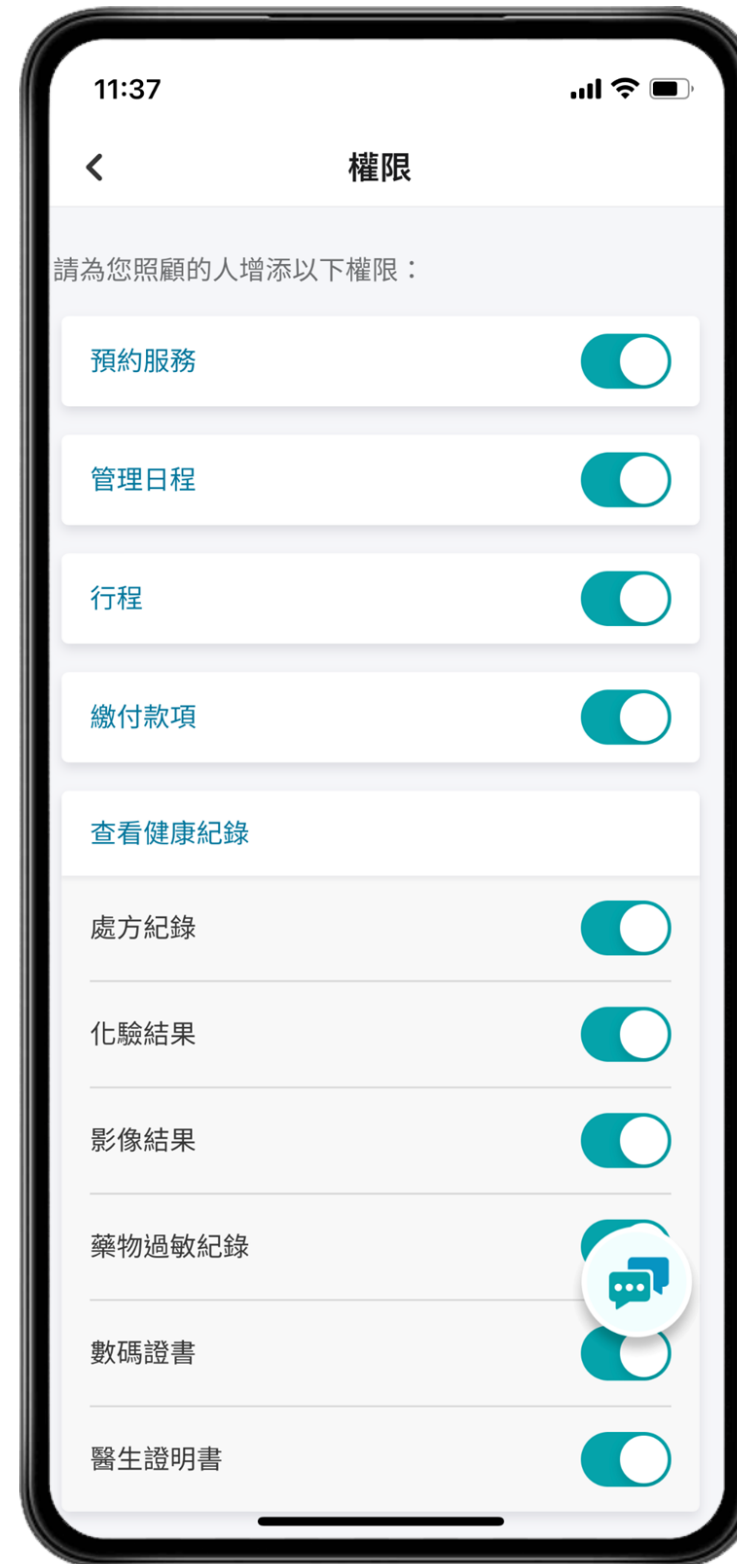 11:37
權限
請為您照顧的人增添以下權限：
預約服務
管理日程
行程
繳付款項
查看健康紀錄
處方紀錄
化驗結果
影像結果
藥物過敏紀錄
數碼證書
醫生證明書